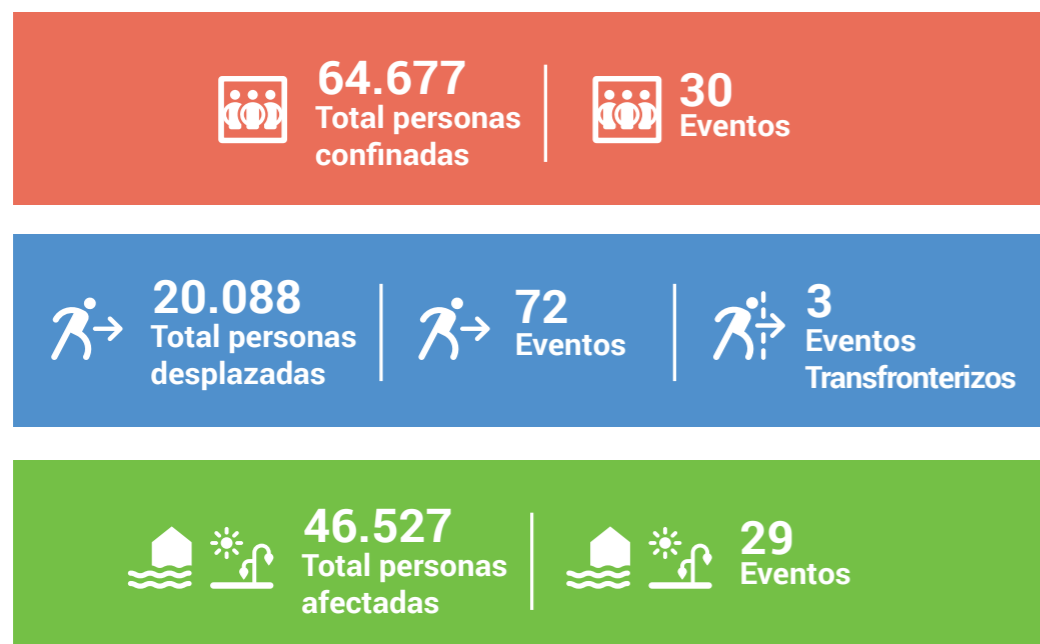 64.677
Total personas
confinadas
30
Eventos
20.088
Total personas
desplazadas
72
Eventos
3
Eventos
Transfronterizos
46.527
Total personas
afectadas
29
Eventos